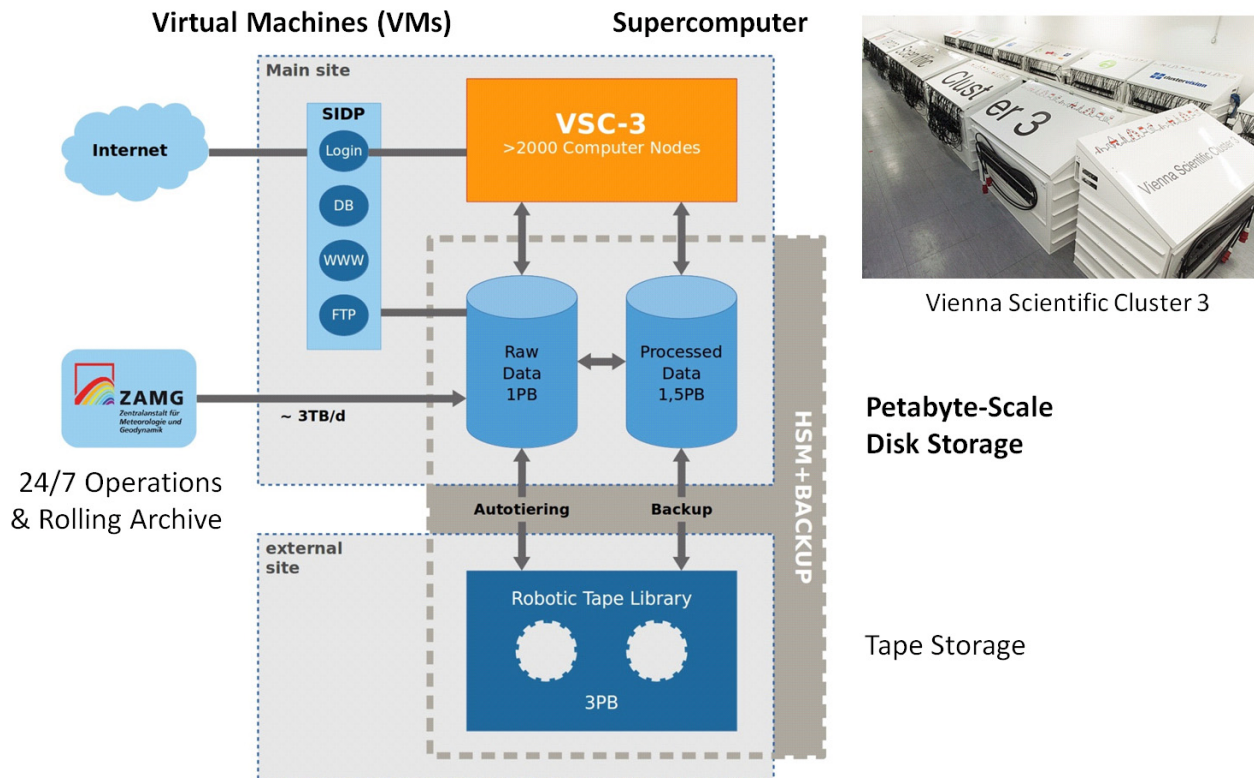 Virtual Machines (VMs)
Supercomputer
Main site
SIDP
Login
DB
WWW
FTP
Internet
VSC-3
>2000 Computer Nodes
Cluster 3
Vienna Scientific Cluster 3
clustervision
Vienna Scientific Cluster 3
ZAMG
Zentralanstalt für
Meteorologie und
Geodynamik
~ 3TB/d
24/7 Operations
& Rolling Archive
Raw
Data
1PB
Processed
Data
1,5PB
Petabyte-Scale
Disk Storage
HSM+BACKUP
Autotiering
Backup
external
site
Robotic Tape Library
3PB
Tape Storage